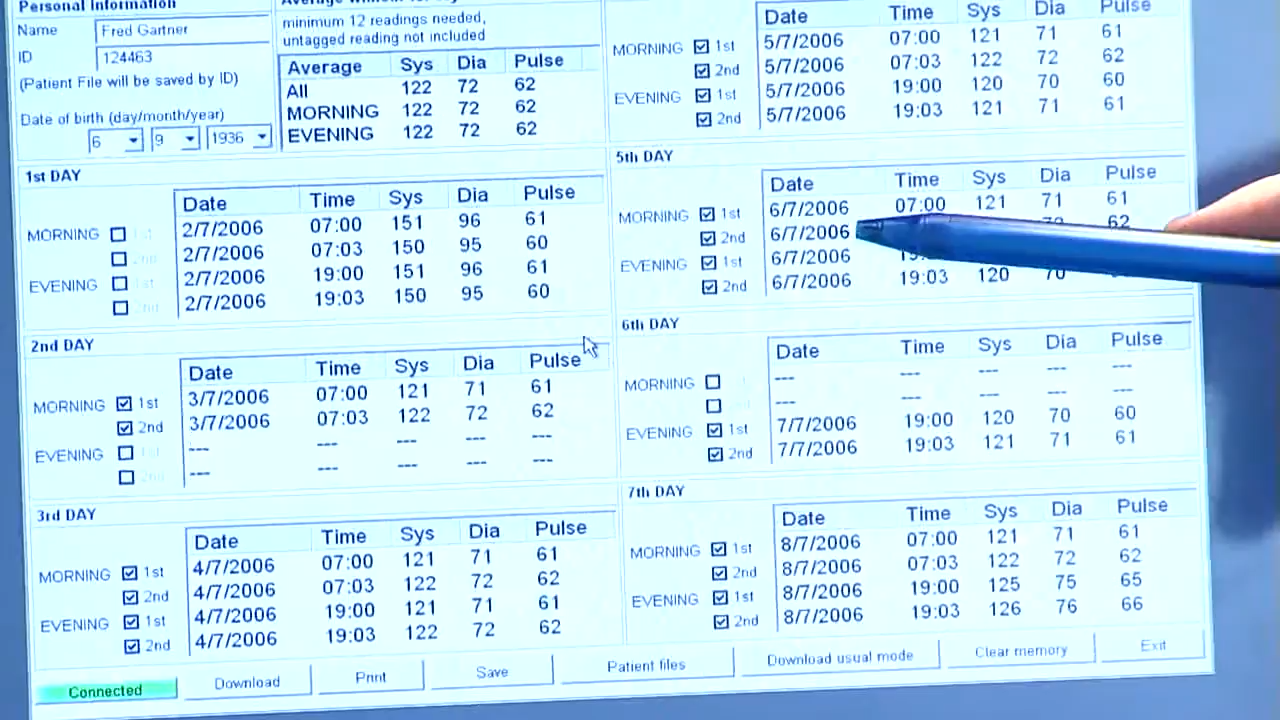 Personal Information
Name Fred Gartner
ID 124463
(Patient File will be saved by ID)
Date of birth (day/month/year)
6 9 1936
minimum 12 readings needed,
untagged reading not included
Average Sys Dia Pulse
All 122 72 62
MORNING 122 72 62
EVENING 122 72 62
1st DAY
Date Time Sys Dia Pulse
MORNING 1st 2/7/2006 07:00 151 96 61
2nd 2/7/2006 07:03 150 95 60
EVENING 1st 2/7/2006 19:00 151 96 61
2nd 2/7/2006 19:03 150 95 60
2nd DAY
Date Time Sys Dia Pulse
MORNING 1st 3/7/2006 07:00 121 71 61
2nd 3/7/2006 07:03 122 72 62
EVENING 1st --- --- --- --- ---
2nd --- --- --- --- ---
3rd DAY
Date Time Sys Dia Pulse
MORNING 1st 4/7/2006 07:00 121 71 61
2nd 4/7/2006 07:03 122 72 62
EVENING 1st 4/7/2006 19:00 121 71 61
2nd 4/7/2006 19:03 122 72 62
Date Time Sys Dia Pulse
MORNING 1st 5/7/2006 07:00 121 71 61
2nd 5/7/2006 07:03 122 72 62
EVENING 1st 5/7/2006 19:00 120 70 60
2nd 5/7/2006 19:03 121 71 61
5th DAY
Date Time Sys Dia Pulse
MORNING 1st 6/7/2006 07:00 121 71 61
2nd 6/7/2006 62
EVENING 1st 6/7/2006
2nd 6/7/2006 19:03 120 70
6th DAY
Date Time Sys Dia Pulse
MORNING --- --- --- --- ---
--- --- --- --- ---
EVENING 1st 7/7/2006 19:00 120 70 60
2nd 7/7/2006 19:03 121 71 61
7th DAY
Date Time Sys Dia Pulse
MORNING 1st 8/7/2006 07:00 121 71 61
2nd 8/7/2006 07:03 122 72 62
EVENING 1st 8/7/2006 19:00 125 75 65
2nd 8/7/2006 19:03 126 76 66
Connected Download Print Save Patient files Download usual mode Clear memory Exit